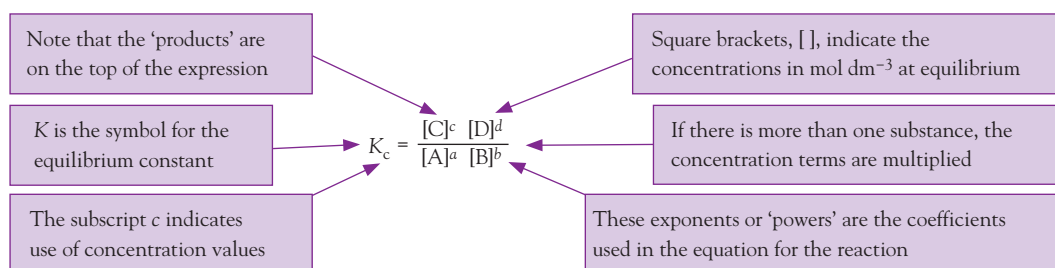 Note that the ‘products’ are
on the top of the expression
Square brackets, [ ], indicate the
concentrations in mol dm⁻³ at equilibrium
K is the symbol for the
equilibrium constant
K_c = [C]^c [D]^d / [A]^a [B]^b
If there is more than one substance, the
concentration terms are multiplied
The subscript c indicates
use of concentration values
These exponents or ‘powers’ are the coefficients
used in the equation for the reaction